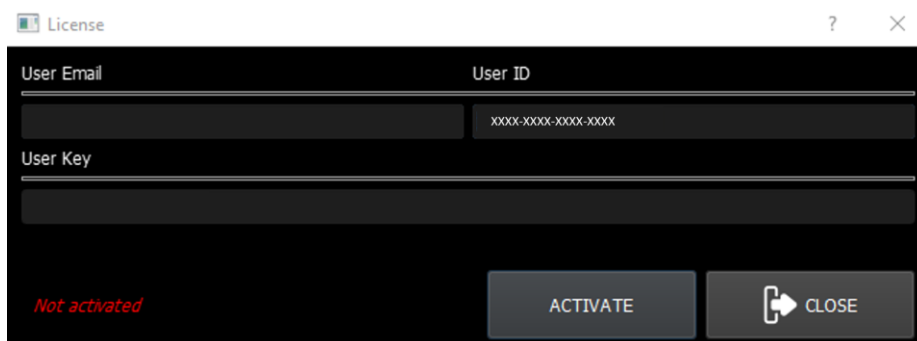 License
?
User Email
User ID
xxxx-xxxx-xxxx-xxxx
User Key
Not activated
ACTIVATE
CLOSE